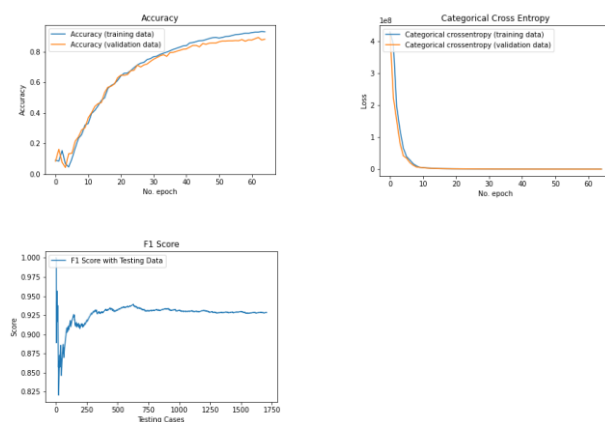 Accuracy
Accuracy (training data)
Accuracy (validation data)
0.8
0.6
0.4
0.2
0.0
Accuracy
0 10 20 30 40 50 60
No. epoch
Categorical Cross Entropy
1e8
Categorical crossentropy (training data)
Categorical crossentropy (validation data)
4
3
2
1
0
Loss
0 10 20 30 40 50 60
No. epoch
F1 Score
F1 Score with Testing Data
1.000
0.975
0.950
0.925
0.900
0.875
0.850
0.825
Score
0 250 500 750 1000 1250 1500 1750
Testing Cases